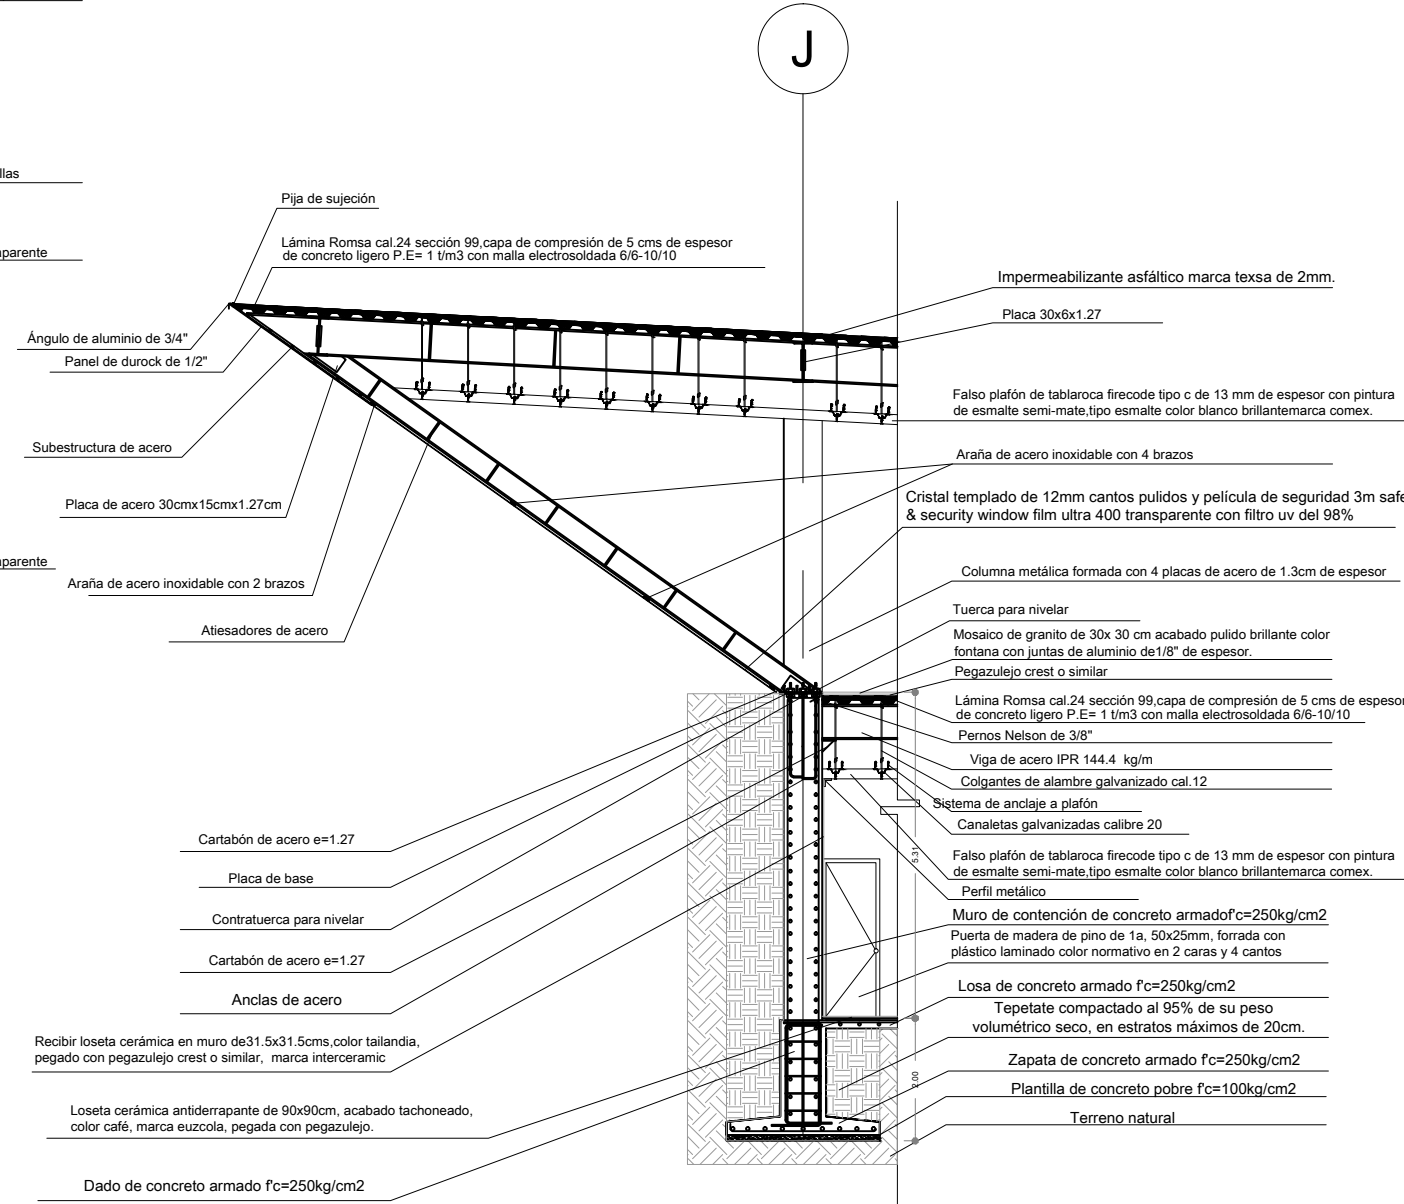 J
llas
parente
parente
Pija de sujeción
Lámina Romsa cal.24 sección 99,capa de compresión de 5 cms de espesor
de concreto ligero P.E= 1 t/m3 con malla electrosoldada 6/6-10/10
Ángulo de aluminio de 3/4"
Panel de durock de 1/2"
Subestructura de acero
Placa de acero 30cmx15cmx1.27cm
Araña de acero inoxidable con 2 brazos
Atiesadores de acero
Cartabón de acero e=1.27
Placa de base
Contratuerca para nivelar
Cartabón de acero e=1.27
Anclas de acero
Recibir loseta cerámica en muro de31.5x31.5cms,color tailandia,
pegado con pegazulejo crest o similar, marca interceramic
Loseta cerámica antiderrapante de 90x90cm, acabado tachoneado,
color café, marca euzcola, pegada con pegazulejo.
Dado de concreto armado f'c=250kg/cm2
Impermeabilizante asfáltico marca texsa de 2mm.
Placa 30x6x1.27
Falso plafón de tablaroca firecode tipo c de 13 mm de espesor con pintura
de esmalte semi-mate,tipo esmalte color blanco brillantemarca comex.
Araña de acero inoxidable con 4 brazos
Cristal templado de 12mm cantos pulidos y película de seguridad 3m safe
& security window film ultra 400 transparente con filtro uv del 98%
Columna metálica formada con 4 placas de acero de 1.3cm de espesor
Tuerca para nivelar
Mosaico de granito de 30x 30 cm acabado pulido brillante color
fontana con juntas de aluminio de1/8" de espesor.
Pegazulejo crest o similar
Lámina Romsa cal.24 sección 99,capa de compresión de 5 cms de espesor
de concreto ligero P.E= 1 t/m3 con malla electrosoldada 6/6-10/10
Pernos Nelson de 3/8"
Viga de acero IPR 144.4 kg/m
Colgantes de alambre galvanizado cal.12
Sistema de anclaje a plafón
Canaletas galvanizadas calibre 20
5.31
Falso plafón de tablaroca firecode tipo c de 13 mm de espesor con pintura
de esmalte semi-mate,tipo esmalte color blanco brillantemarca comex.
Perfil metálico
Muro de contención de concreto armadof'c=250kg/cm2
Puerta de madera de pino de 1a, 50x25mm, forrada con
plástico laminado color normativo en 2 caras y 4 cantos
Losa de concreto armado f'c=250kg/cm2
Tepetate compactado al 95% de su peso
volumétrico seco, en estratos máximos de 20cm.
Zapata de concreto armado f'c=250kg/cm2
2.00
Plantilla de concreto pobre f'c=100kg/cm2
Terreno natural